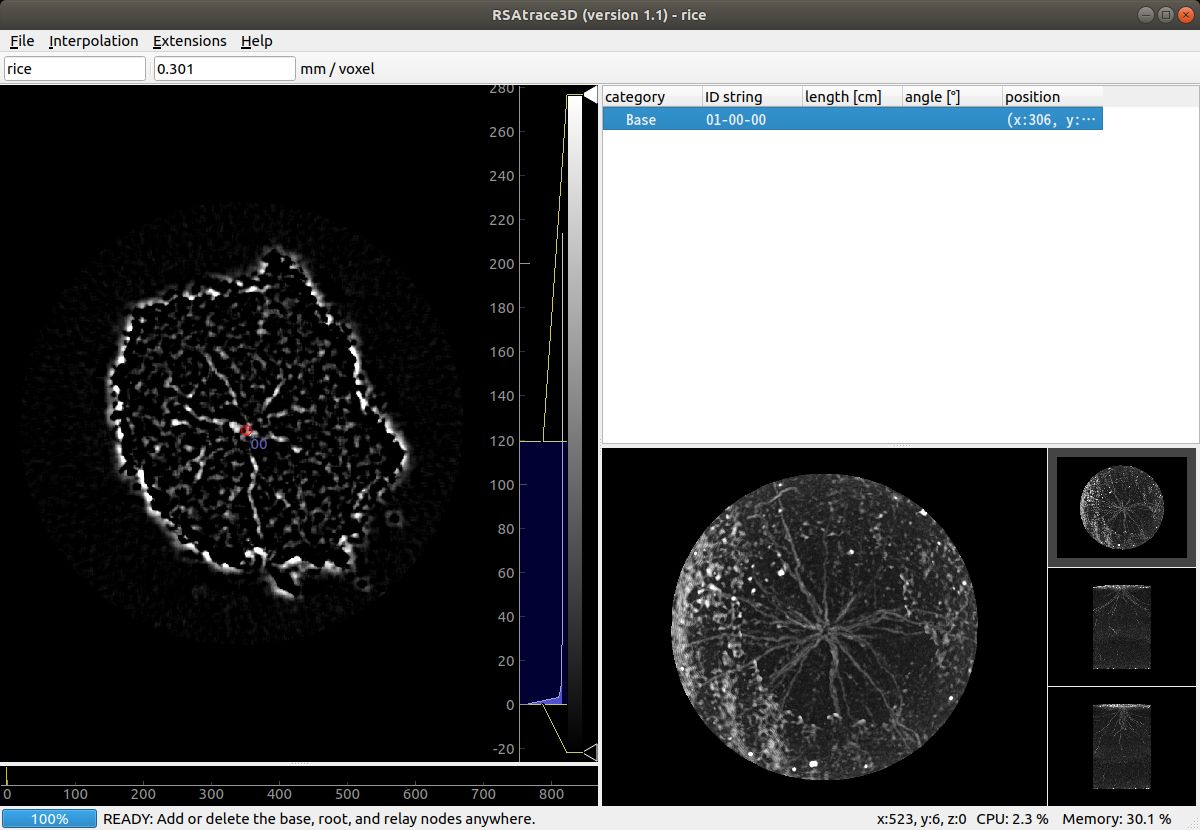 RSAtrace3D (version 1.1) - rice
File Interpolation Extensions Help
rice 0.301 mm / voxel
category ID string length [cm] angle [°] position
Base 01-00-00 (x:306, y:⋯
280
260
240
220
200
180
160
140
120
100
80
60
40
20
0
-20
00
0 100 200 300 400 500 600 700 800
100% READY: Add or delete the base, root, and relay nodes anywhere. x:523, y:6, z:0 CPU: 2.3 % Memory: 30.1 %